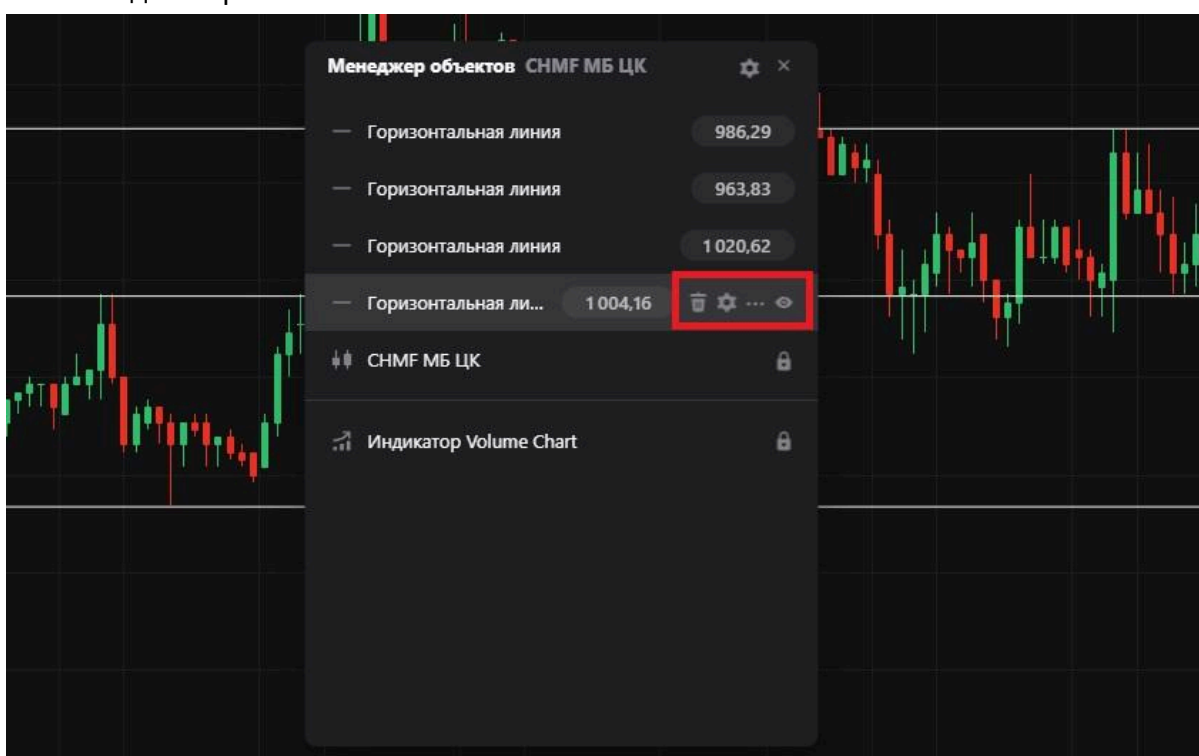 Менеджер объектов CHMF МБ ЦК
Горизонтальная линия 986,29
Горизонтальная линия 963,83
Горизонтальная линия 1 020,62
Горизонтальная ли... 1 004,16
CHMF МБ ЦК
Индикатор Volume Chart